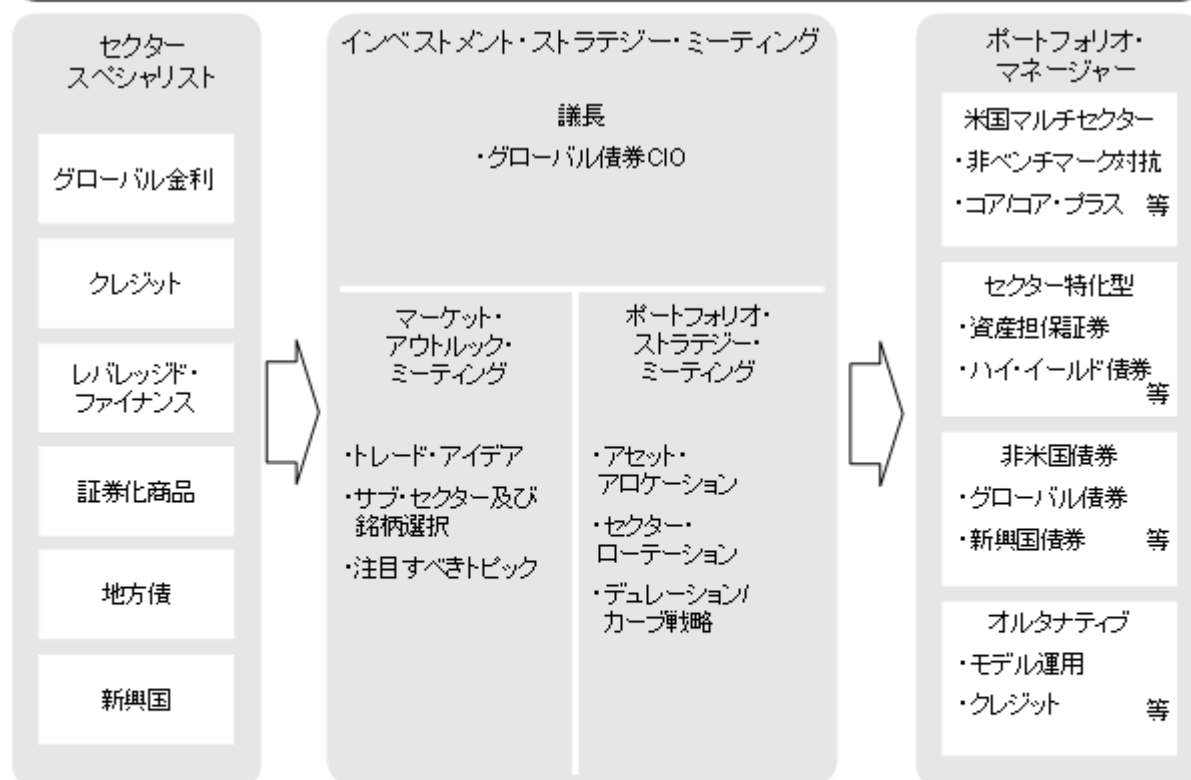 セクター
スペシャリスト
グローバル金利
クレジット
レバレッジド・
ファイナンス
証券化商品
地方債
新興国
インベストメント・ストラテジー・ミーティング
議長
・グローバル債券CIO
マーケット・
アウトルック・
ミーティング
・トレード・アイデア
・サブ・セクター及び
銘柄選択
・注目すべきトピック
ポートフォリオ・
ストラテジー・
ミーティング
・アセット・
アロケーション
・セクター・
ローテーション
・デュレーション/
カーブ戦略
ポートフォリオ・
マネージャー
米国マルチセクター
・非ベンチマーク対抗
・コア/コア・プラス 等
セクター特化型
・資産担保証券
・ハイ・イールド債券
等
非米国債券
・グローバル債券
・新興国債券 等
オルタナティブ
・モデル運用
・クレジット 等